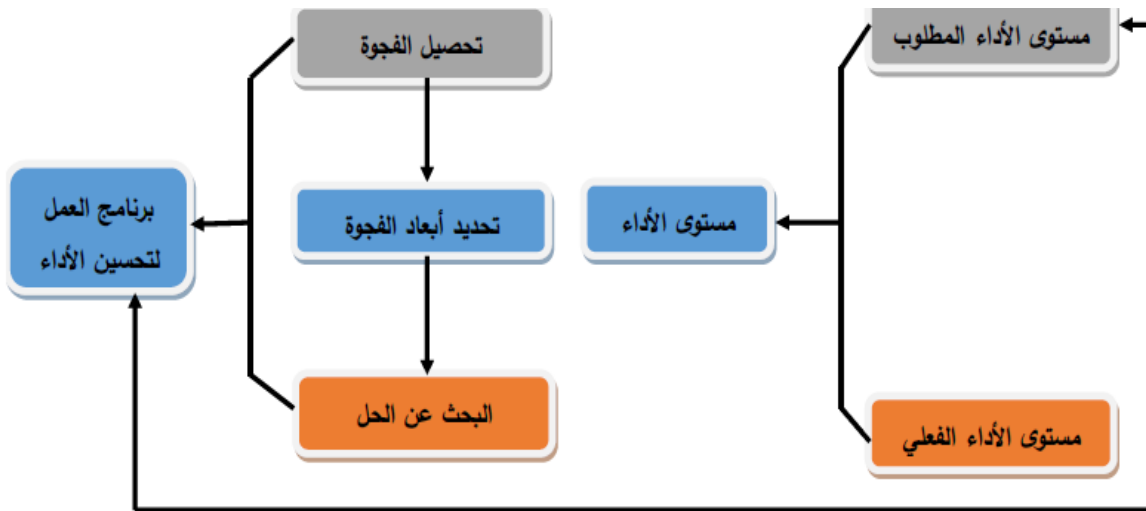 مستوى الأداء المطلوب
تحصيل الفجوة
مستوى الأداء
تحديد أبعاد الفجوة
برنامج العمل
لتحسين الأداء
مستوى الأداء الفعلي
البحث عن الحل